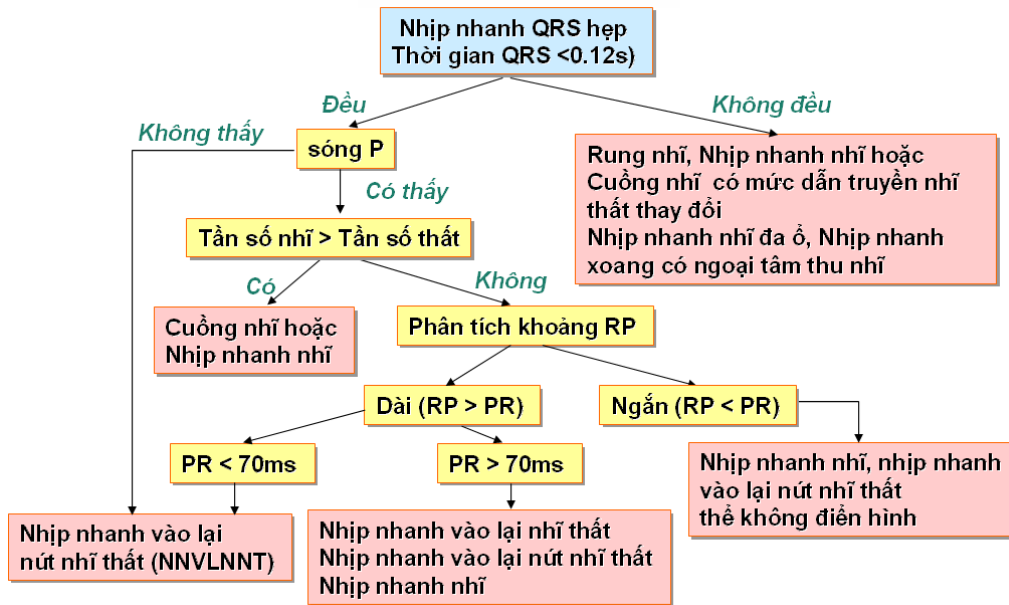 Nhịp nhanh QRS hẹp
Thời gian QRS <0.12s)
Đều
Không đều
Không thấy
sóng P
Rung nhĩ, Nhịp nhanh nhĩ hoặc
Cuồng nhĩ có mức dẫn truyền nhĩ
thất thay đổi
Nhịp nhanh nhĩ đa ổ, Nhịp nhanh
xoang có ngoại tâm thu nhĩ
Có thấy
Tần số nhĩ > Tần số thất
Có
Không
Cuồng nhĩ hoặc
Nhịp nhanh nhĩ
Phân tích khoảng RP
Dài (RP > PR)
Ngắn (RP < PR)
PR < 70ms
PR > 70ms
Nhịp nhanh nhĩ, nhịp nhanh
vào lại nút nhĩ thất
thể không điển hình
Nhịp nhanh vào lại
nút nhĩ thất (NNVLNNT)
Nhịp nhanh vào lại nhĩ thất
Nhịp nhanh vào lại nút nhĩ thất
Nhịp nhanh nhĩ